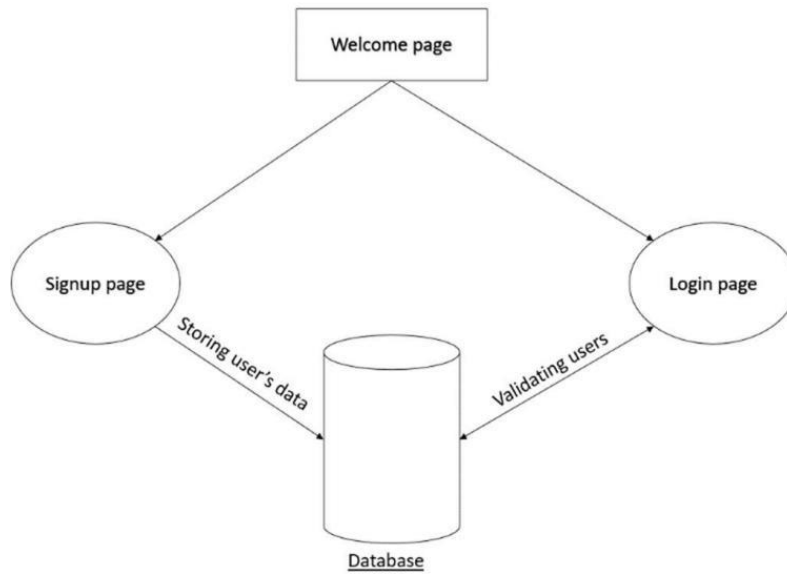 Welcome page
Signup page
Login page
Storing user's data
Validating users
Database